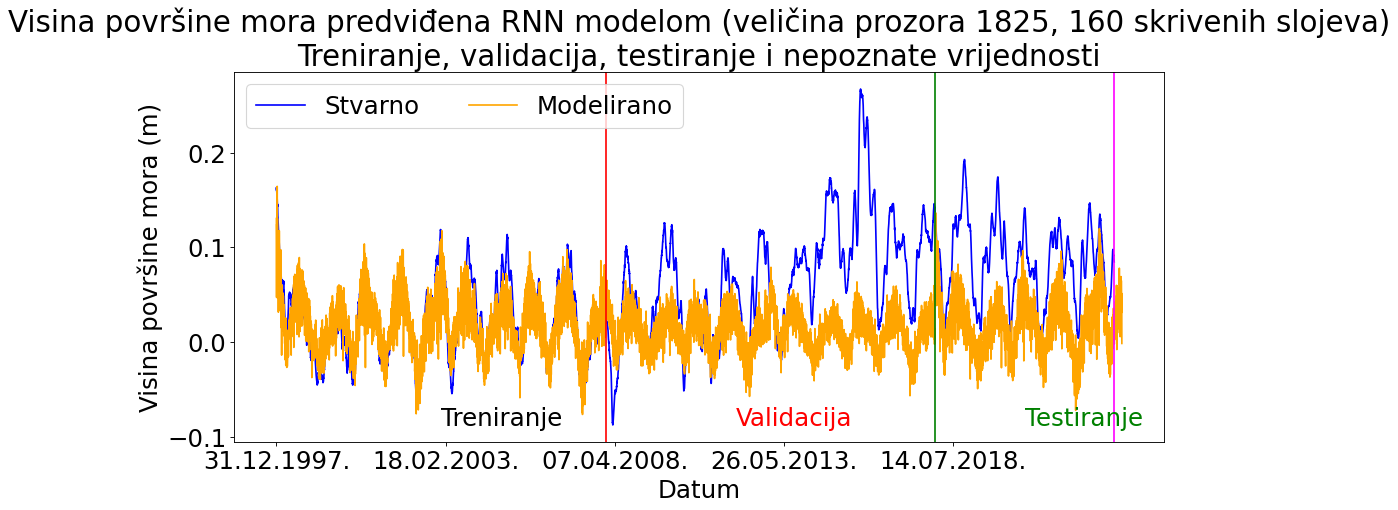 Visina površine mora predviđena RNN modelom (veličina prozora 1825, 160 skrivenih slojeva)
Treniranje, validacija, testiranje i nepoznate vrijednosti
Stvarno Modelirano
Visina površine mora (m)
0.2
0.1
0.0
−0.1
Treniranje Validacija Testiranje
31.12.1997. 18.02.2003. 07.04.2008. 26.05.2013. 14.07.2018.
Datum